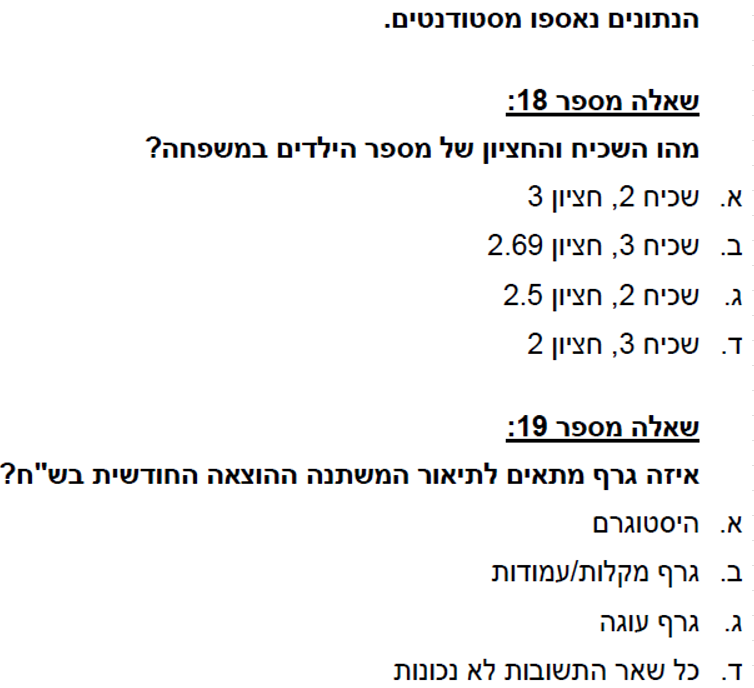 הנתונים נאספו מסטודנטים.
שאלה מספר 18:
מהו השכיח והחציון של מספר הילדים במשפחה?
א. שכיח 2, חציון 3
ב. שכיח 3, חציון 2.69
ג. שכיח 2, חציון 2.5
ד. שכיח 3, חציון 2
שאלה מספר 19:
איזה גרף מתאים לתיאור המשתנה ההוצאה החודשית בש"ח?
א. היסטוגרם
ב. גרף מקלות/עמודות
ג. גרף עוגה
ד. כל שאר התשובות לא נכונות